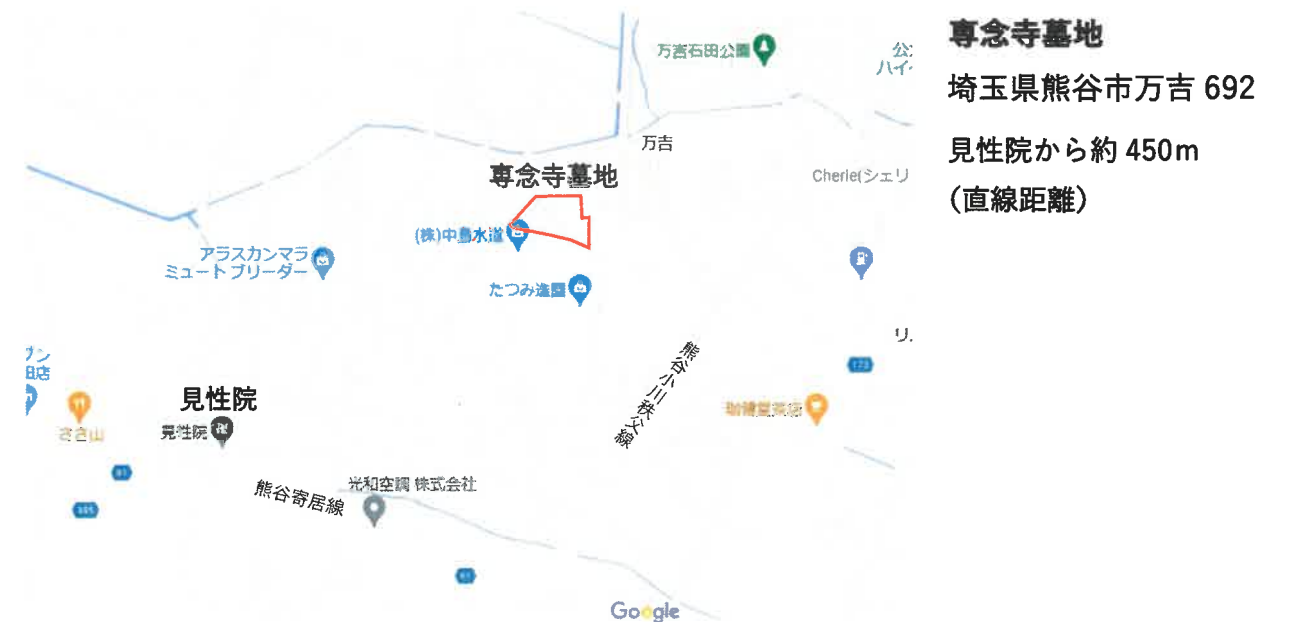 専念寺墓地
埼玉県熊谷市万吉 692
見性院から約 450m
(直線距離)
万吉石田公園
公
ハイ
万吉
専念寺墓地
Cherie(シェリ
(株)中島水道
アラスカンマラ
ミュート ブリーダー
たつみ造園
リ
熊谷小川秩父線
見性院
見性院
ささ山
熊谷寄居線
光和空調 株式会社
81
Google